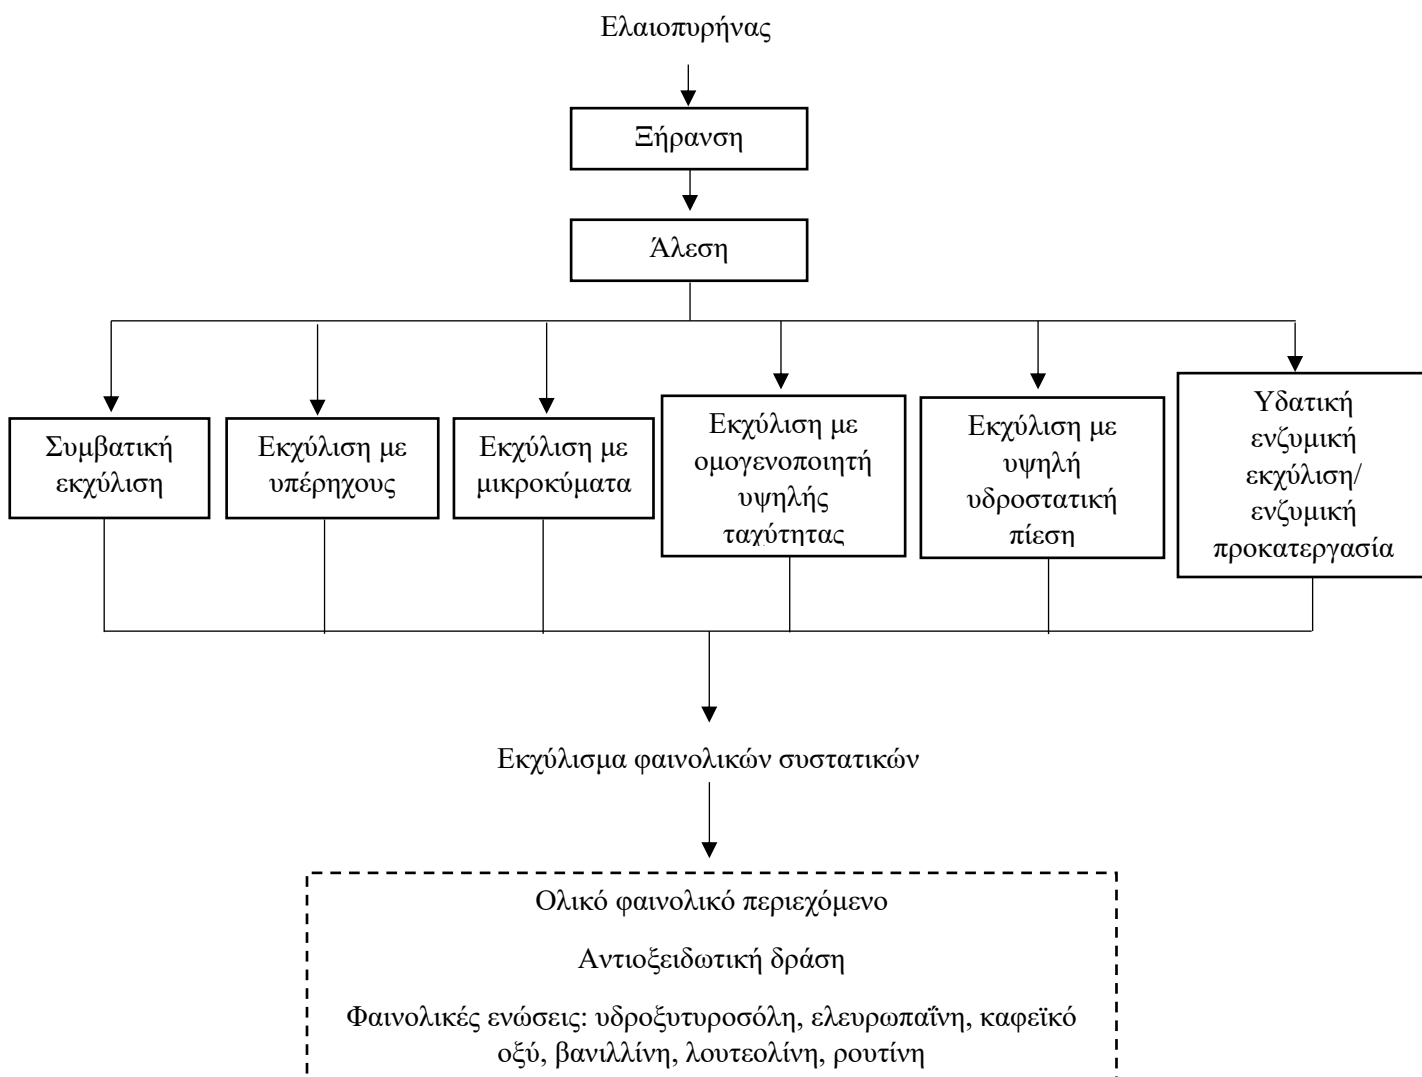 Ελαιοπυρήνας
Ξήρανση
Άλεση
Συμβατική
εκχύλιση
Εκχύλιση με
υπέρηχους
Εκχύλιση με
μικροκύματα
Εκχύλιση με
ομογενοποιητή
υψηλής
ταχύτητας
Εκχύλιση με
υψηλή
υδροστατική
πίεση
Υδατική
ενζυμική
εκχύλιση/
ενζυμική
προκατεργασία
Εκχύλισμα φαινολικών συστατικών
Ολικό φαινολικό περιεχόμενο
Αντιοξειδωτική δράση
Φαινολικές ενώσεις: υδροξυτυροσόλη, ελευρωπαΐνη, καφεϊκό
οξύ, βανιλλίνη, λουτεολίνη, ρουτίνη